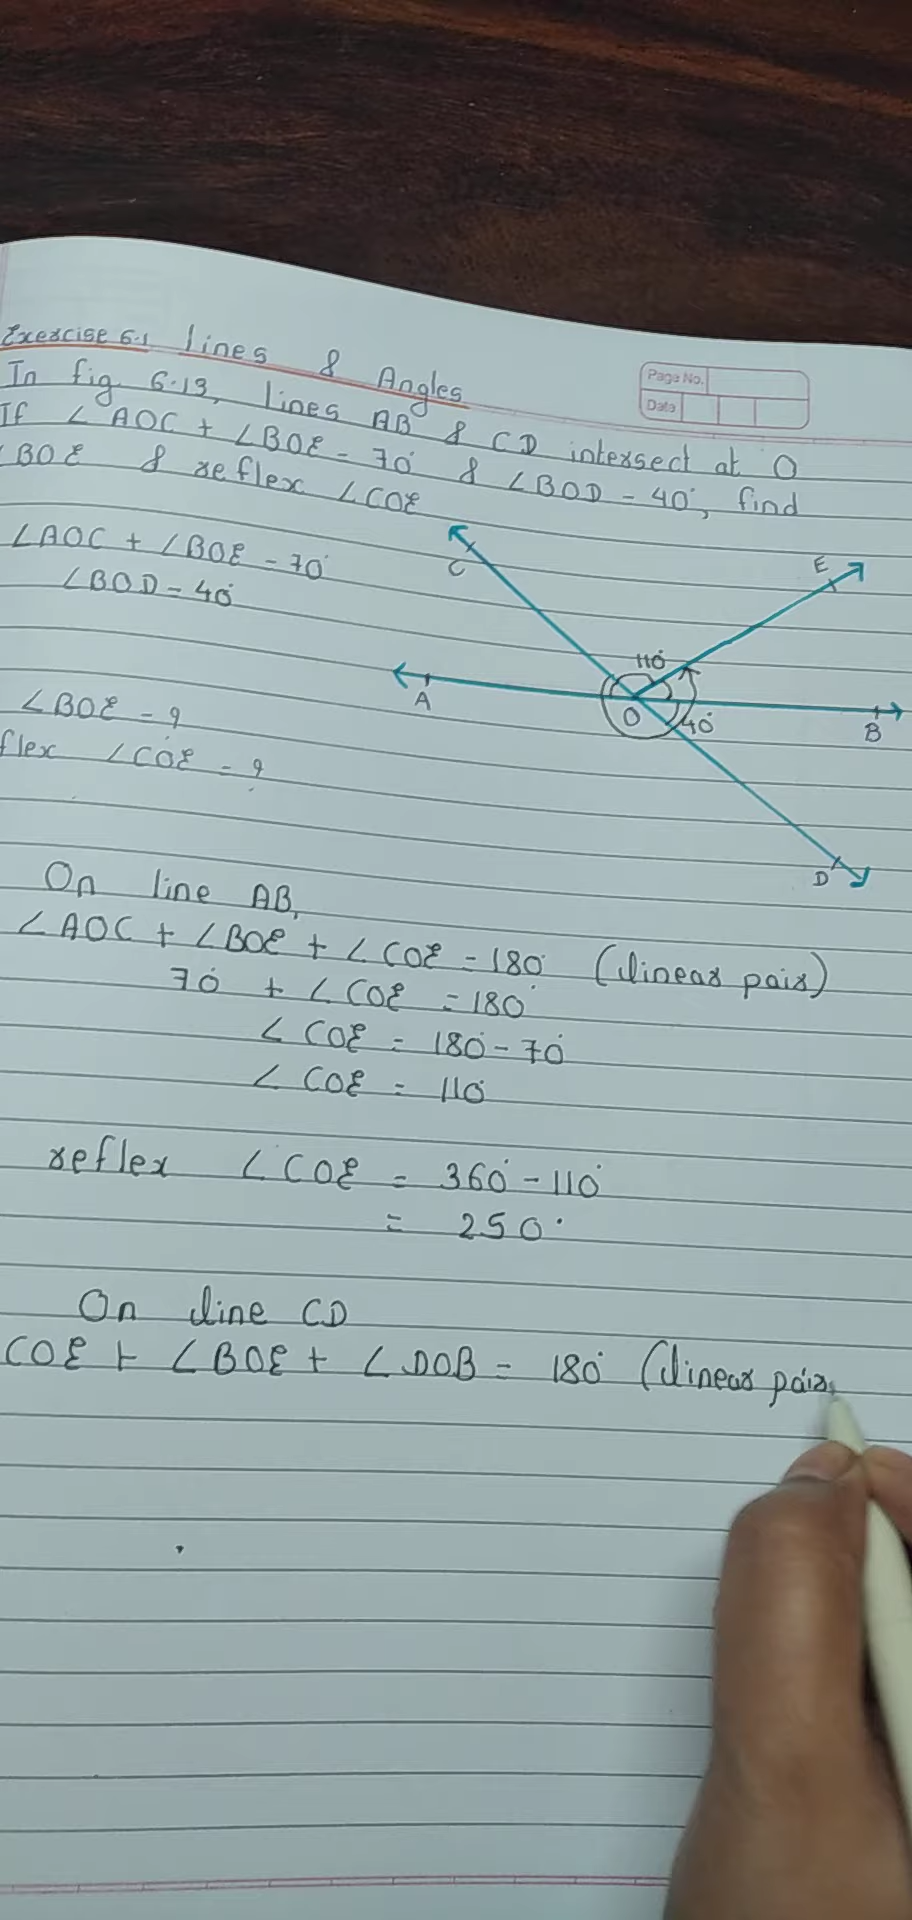 Exercise 6.1 Lines & Angles
Page No.
Date
In fig. 6.13, lines AB & CD intersect at O
If ∠AOC + ∠BOE = 70° & ∠BOD = 40°, find
∠BOE & reflex ∠COE
∠AOC + ∠BOE = 70°
∠BOD = 40°
C
E
110°
A
O
40°
B
D
∠BOE = ?
flex ∠COE = ?
On line AB,
∠AOC + ∠BOE + ∠COE = 180° (linear pair)
70° + ∠COE = 180°
∠COE = 180° - 70°
∠COE = 110°
reflex ∠COE = 360° - 110°
= 250°
On line CD
COE + ∠BOE + ∠DOB = 180° (linear pair